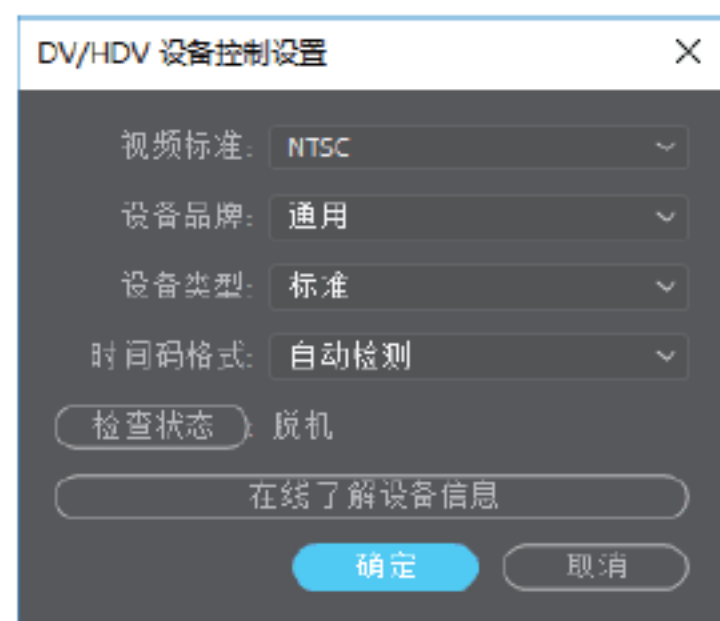 DV/HDV 设备控制设置
视频标准: NTSC
设备品牌: 通用
设备类型: 标准
时间码格式: 自动检测
检查状态 : 脱机
在线了解设备信息
确定 取消